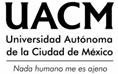 UACM
Universidad Autónoma
de la Ciudad de México
Nada humano me es ajeno